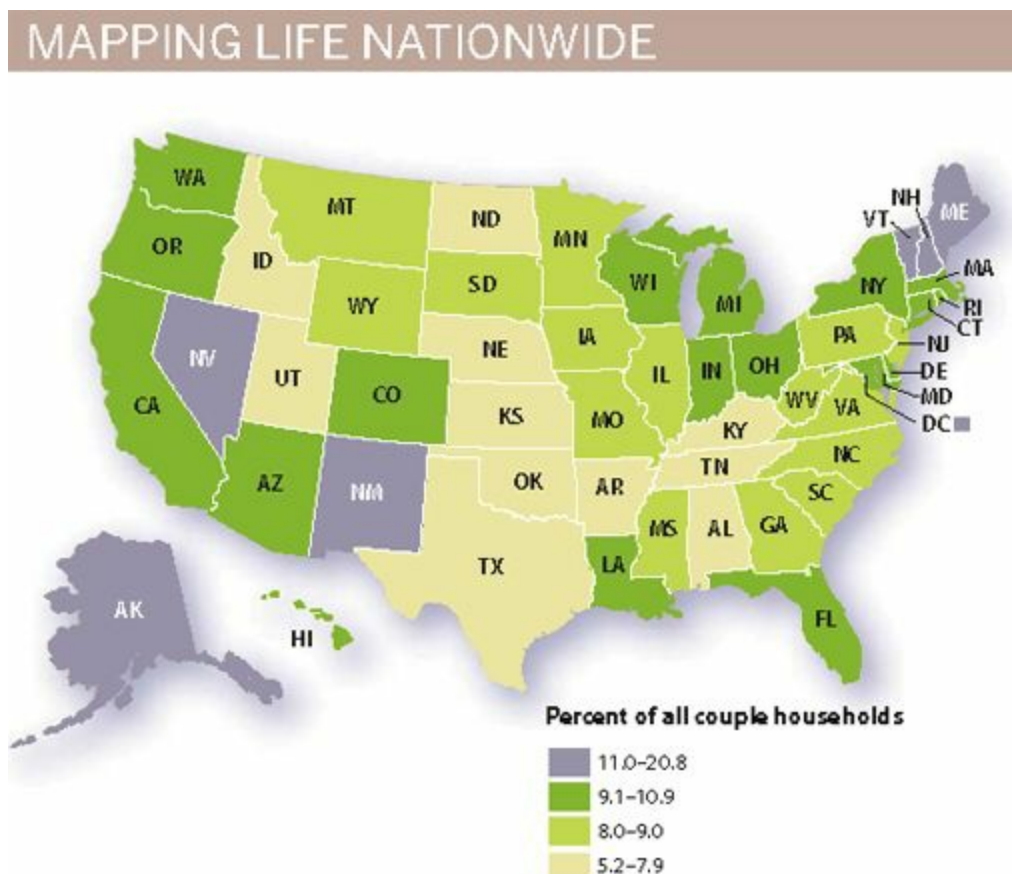 MAPPING LIFE NATIONWIDE
WA
NH
ME
MT
ND
VT
OR
MN
ID
MA
SD
WI
NY
WY
MI
RI
CT
IA
PA
NE
NJ
NV
OH
UT
IL
IN
DE
CO
MD
CA
WV
VA
KS
MO
DC
KY
NC
TN
AZ
OK
NM
AR
SC
MS
AL
GA
TX
LA
AK
FL
HI
Percent of all couple households
11.0–20.8
9.1–10.9
8.0–9.0
5.2–7.9